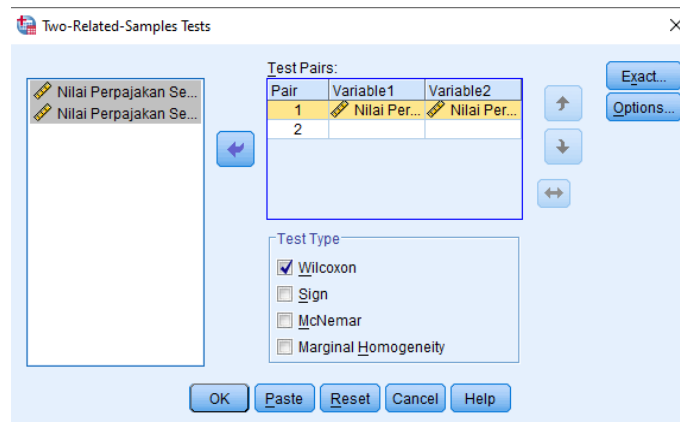 Two-Related-Samples Tests
Nilai Perpajakan Se...
Nilai Perpajakan Se...
Test Pairs:
Pair Variable1 Variable2
1 Nilai Per... Nilai Per...
2
Exact...
Options...
Test Type
Wilcoxon
Sign
McNemar
Marginal Homogeneity
OK Paste Reset Cancel Help